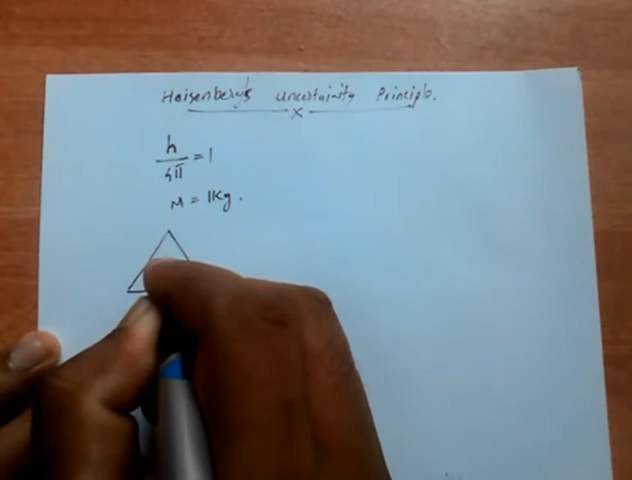 Heisenberg's Uncertainity Principle.
h
4π
= 1
M = 1Kg.